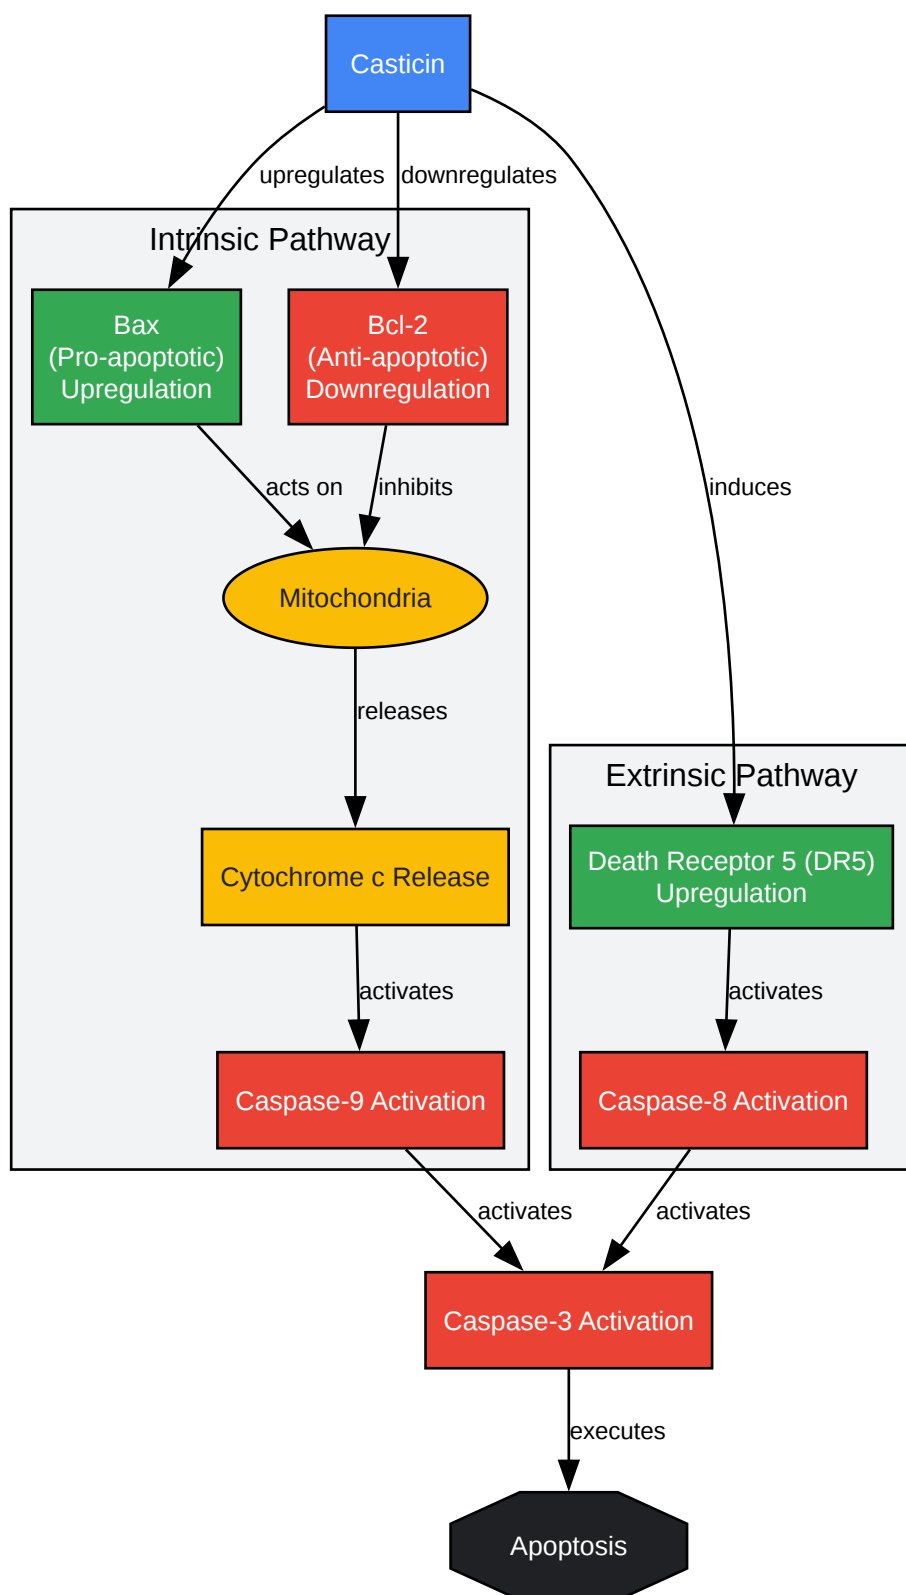 Casticin
upregulates
downregulates
Intrinsic Pathway
Bax
(Pro-apoptotic)
Upregulation
Bcl-2
(Anti-apoptotic)
Downregulation
acts on
inhibits
induces
Mitochondria
releases
Extrinsic Pathway
Cytochrome c Release
Death Receptor 5 (DR5)
Upregulation
activates
activates
Caspase-9 Activation
Caspase-8 Activation
activates
activates
Caspase-3 Activation
executes
Apoptosis